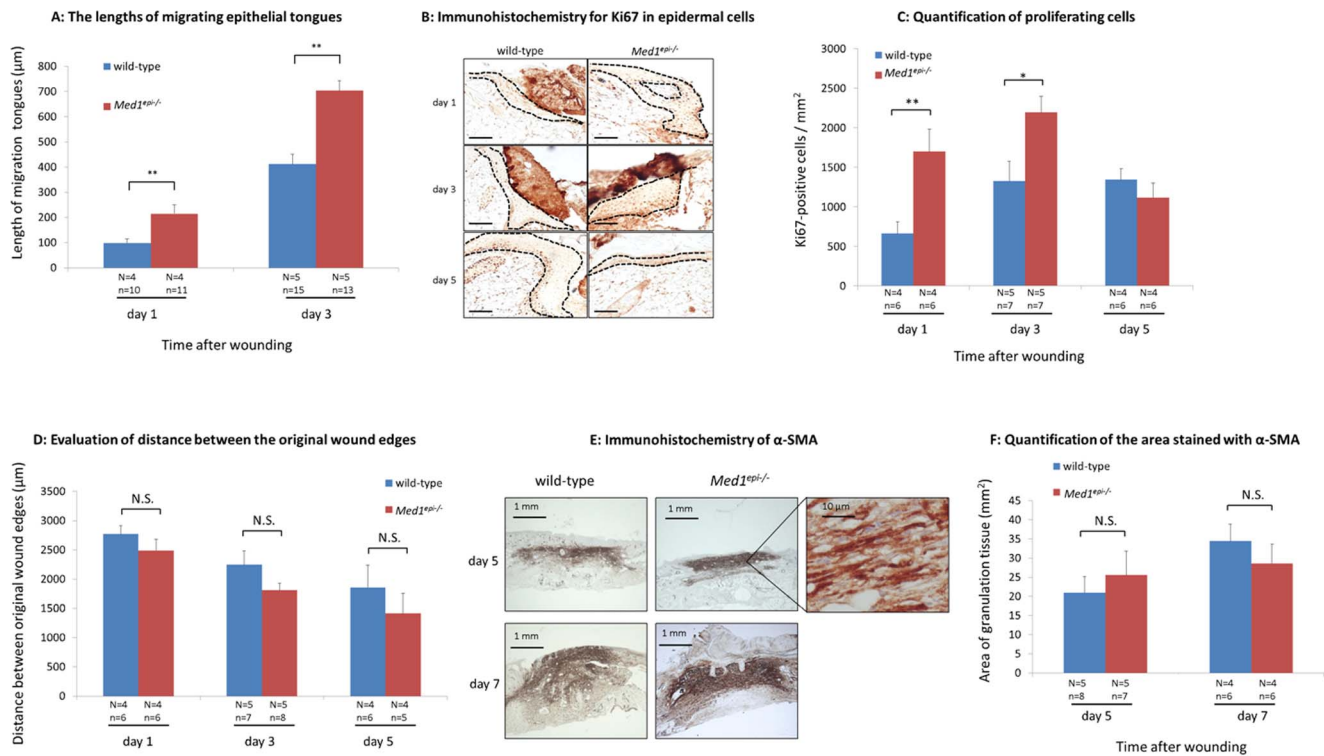 A: The lengths of migrating epithelial tongues
Length of migration tongues (µm)
800
700
600
500
400
300
200
100
0
wild-type
Med1epi-/-
**
**
N=4 N=4 N=5 N=5
n=10 n=11 n=15 n=13
day 1 day 3
Time after wounding
B: Immunohistochemistry for Ki67 in epidermal cells
wild-type Med1epi-/-
day 1
day 3
day 5
C: Quantification of proliferating cells
Ki67-positive cells / mm2
3000
2500
2000
1500
1000
500
0
wild-type
Med1epi-/-
**
*
N=4 N=4 N=5 N=5 N=4 N=4
n=6 n=6 n=7 n=7 n=6 n=6
day 1 day 3 day 5
Time after wounding
D: Evaluation of distance between the original wound edges
Distance between original wound edges (µm)
3500
3000
2500
2000
1500
1000
500
0
wild-type
Med1epi-/-
N.S.
N.S.
N.S.
N=4 N=4 N=5 N=5 N=4 N=4
n=6 n=6 n=7 n=8 n=6 n=5
day 1 day 3 day 5
E: Immunohistochemistry of α-SMA
wild-type Med1epi-/-
1 mm 1 mm 10 µm
day 5
1 mm 1 mm
day 7
F: Quantification of the area stained with α-SMA
Area of granulation tissue (mm2)
45
40
35
30
25
20
15
10
5
0
wild-type
Med1epi-/-
N.S.
N.S.
N=5 N=5 N=4 N=4
n=8 n=7 n=6 n=6
day 5 day 7
Time after wounding